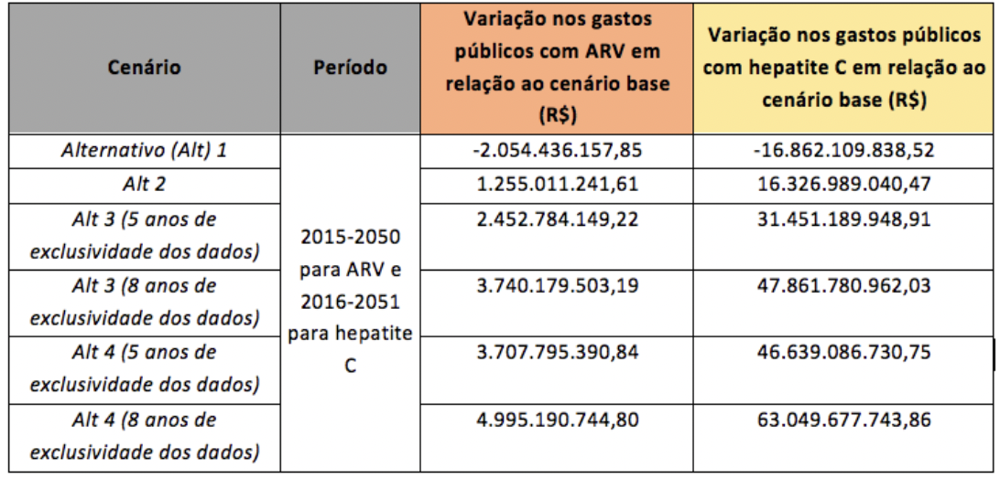 Cenário
Período
Variação nos gastos
públicos com ARV em
relação ao cenário base
(R$)
Variação nos gastos públicos
com hepatite C em relação ao
cenário base (R$)
Alternativo (Alt) 1
-2.054.436.157,85
-16.862.109.838,52
Alt 2
1.255.011.241,61
16.326.989.040,47
Alt 3 (5 anos de
exclusividade dos dados)
2.452.784.149,22
31.451.189.948,91
Alt 3 (8 anos de
exclusividade dos dados)
3.740.179.503,19
47.861.780.962,03
Alt 4 (5 anos de
exclusividade dos dados)
3.707.795.390,84
46.639.086.730,75
Alt 4 (8 anos de
exclusividade dos dados)
4.995.190.744,80
63.049.677.743,86
2015-2050
para ARV e
2016-2051
para hepatite
C